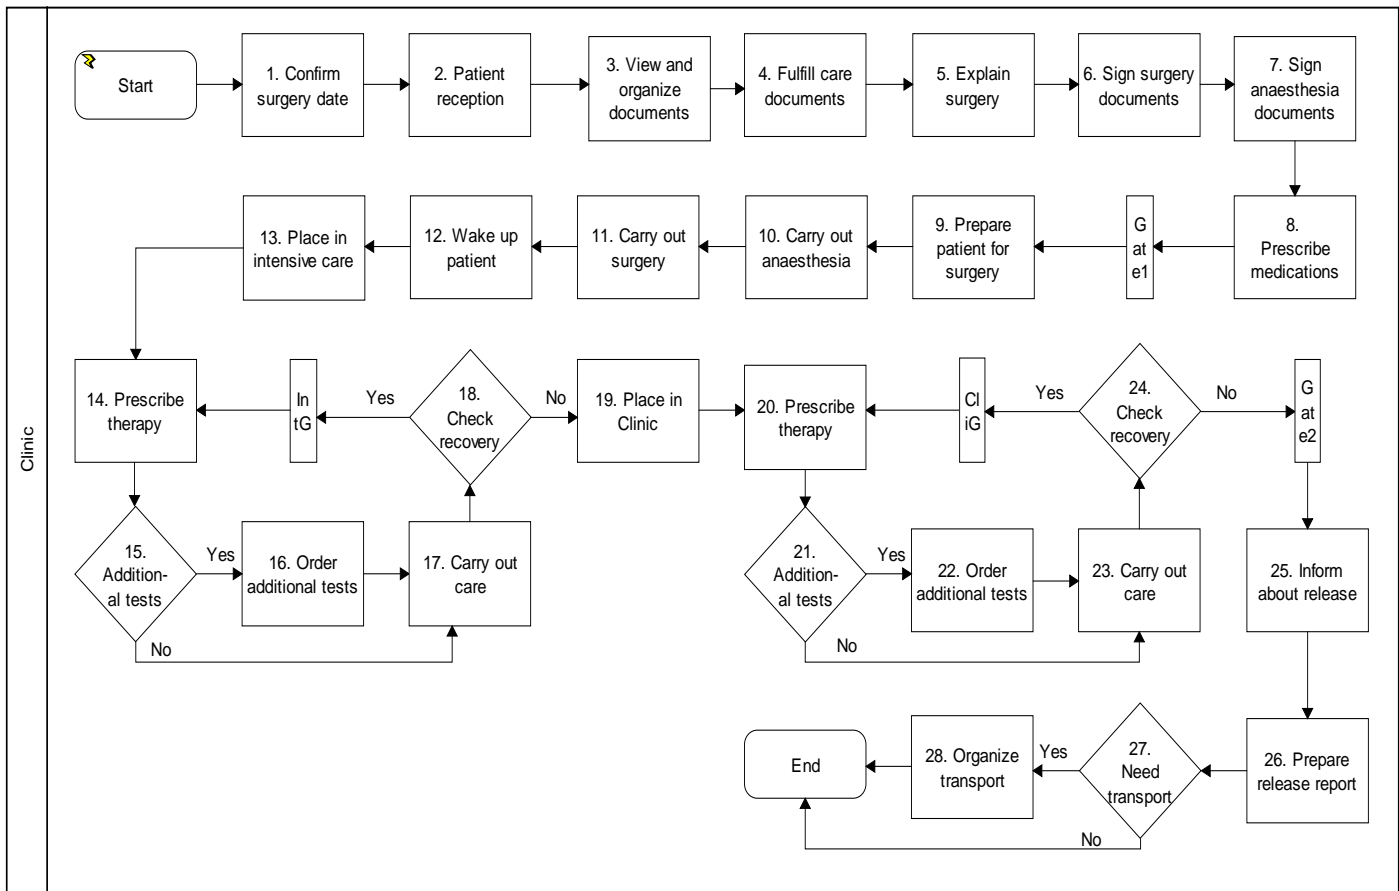 Clinic
Start
1. Confirm
surgery date
2. Patient
reception
3. View and
organize
documents
4. Fulfill care
documents
5. Explain
surgery
6. Sign surgery
documents
7. Sign
anaesthesia
documents
13. Place in
intensive care
12. Wake up
patient
11. Carry out
surgery
10. Carry out
anaesthesia
9. Prepare
patient for
surgery
G
at
e1
8.
Prescribe
medications
14. Prescribe
therapy
In
tG
Yes
18.
Check
recovery
No
19. Place in
Clinic
20. Prescribe
therapy
Cl
iG
Yes
24.
Check
recovery
No
G
at
e2
15.
Addition-
al tests
Yes
16. Order
additional tests
17. Carry out
care
No
21.
Addition-
al tests
Yes
22. Order
additional tests
23. Carry out
care
No
25. Inform
about release
End
28. Organize
transport
Yes
27.
Need
transport
26. Prepare
release report
No